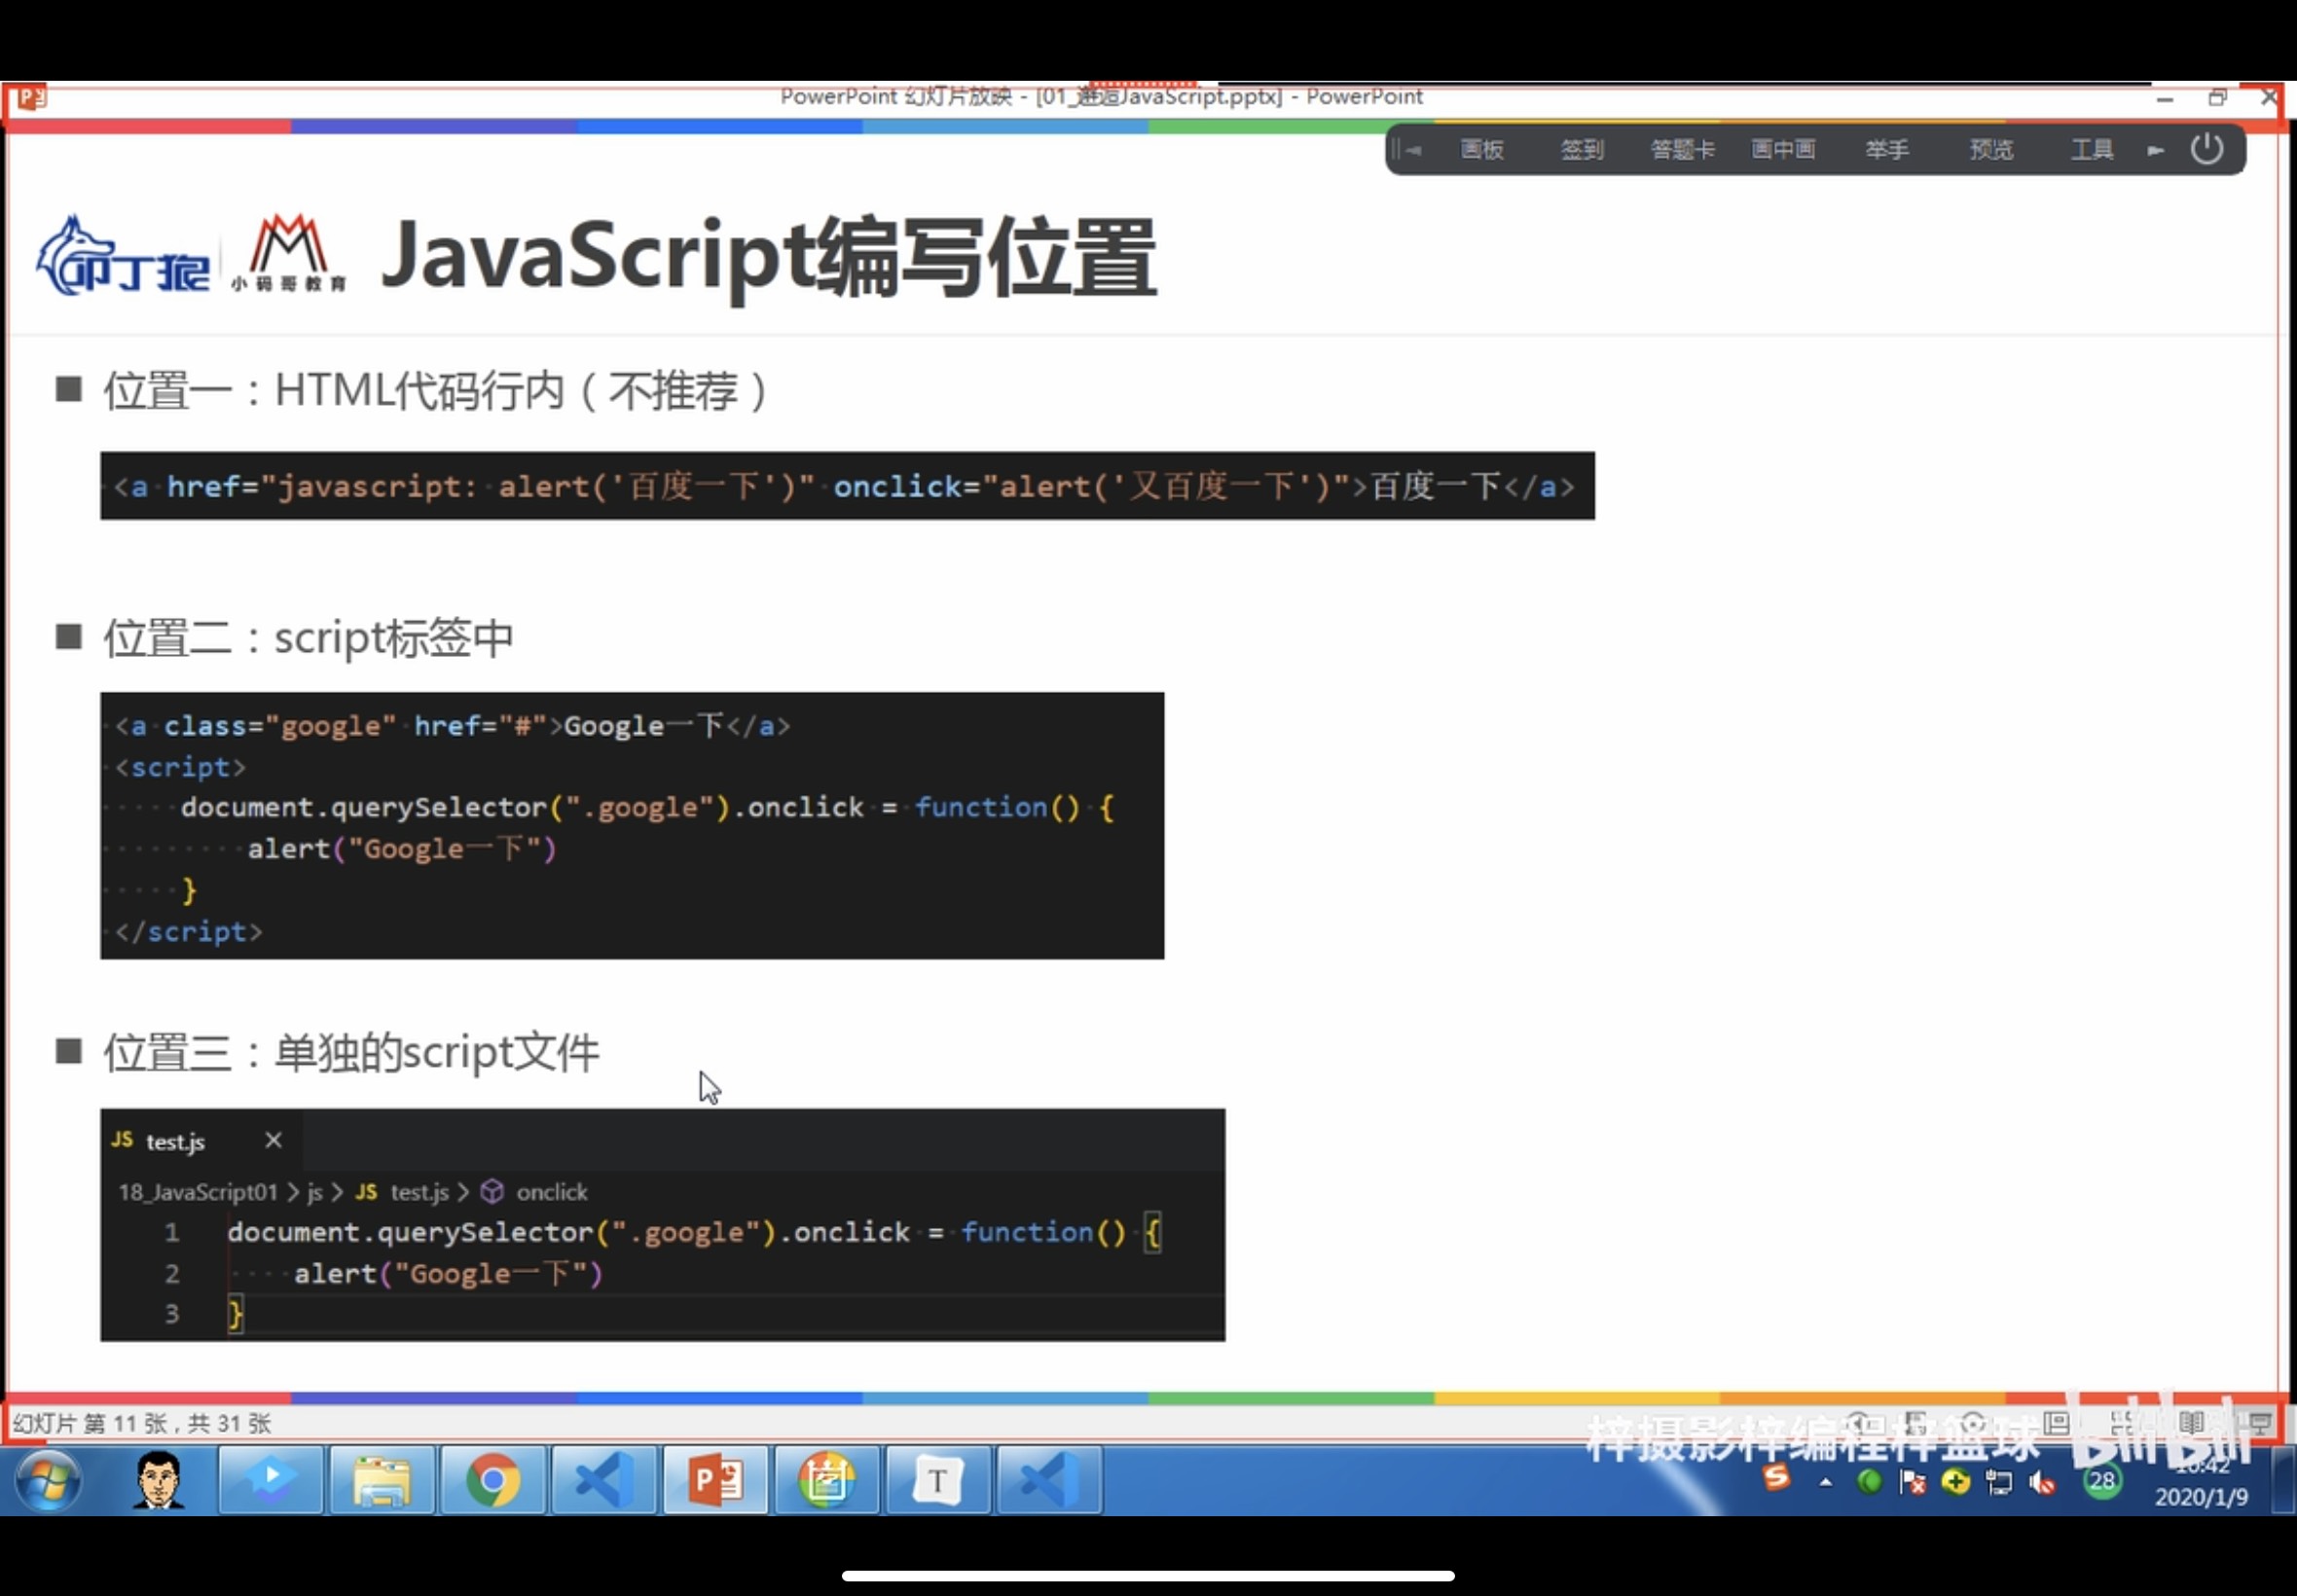 PowerPoint 幻灯片放映 - [01_邂逅JavaScript.pptx] - PowerPoint
画板 签到 答题卡 画中画 举手 预览 工具
叩丁狼 小码哥教育 JavaScript编写位置
■ 位置一：HTML代码行内（不推荐）
<a href="javascript: alert('百度一下')" onclick="alert('又百度一下')">百度一下</a>
■ 位置二：script标签中
<a class="google" href="#">Google一下</a>
<script>
document.querySelector(".google").onclick = function() {
alert("Google一下")
}
</script>
■ 位置三：单独的script文件
JS test.js ×
18_JavaScript01 > js > JS test.js > onclick
1 document.querySelector(".google").onclick = function() {
2 alert("Google一下")
3 }
幻灯片 第 11 张，共 31 张
梓摄影梓编程梓篮球 bilibili
28
2020/1/9